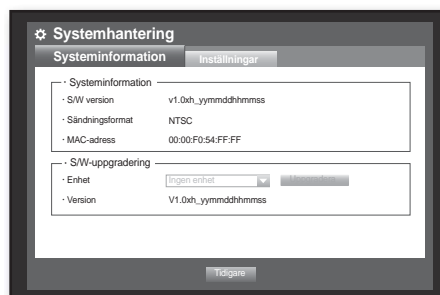 Systemhantering
Systeminformation
Inställningar
· Systeminformation
· S/W version v1.0xh_yymmddhhmmss
· Sändningsformat NTSC
· MAC-adress 00:00:F0:54:FF:FF
· S/W-uppgradering
· Enhet Ingen enhet
· Version V1.0xh_yymmddhhmmss
Tidigare